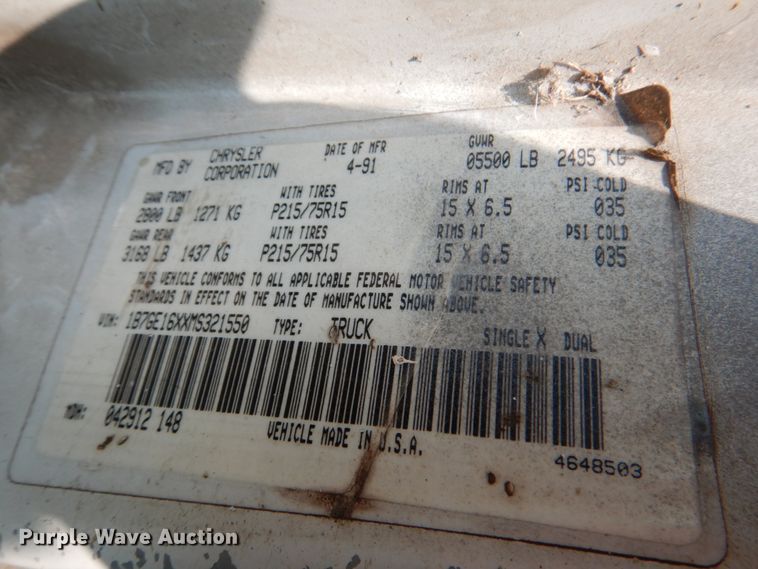 MFD BY CHRYSLER CORPORATION DATE OF MFR 4-91 GVWR 05500 LB 2495 KG
GAWR FRONT WITH TIRES RIMS AT PSI COLD
2800 LB 1271 KG P215/75R15 15 X 6.5 035
GAWR REAR WITH TIRES RIMS AT PSI COLD
3168 LB 1437 KG P215/75R15 15 X 6.5 035
THIS VEHICLE CONFORMS TO ALL APPLICABLE FEDERAL MOTOR VEHICLE SAFETY
STANDARDS IN EFFECT ON THE DATE OF MANUFACTURE SHOWN ABOVE.
VIN: 1B7GE16XXMS321550 TYPE: TRUCK SINGLE X DUAL
MDH: 042912 148 VEHICLE MADE IN U.S.A. 4648503
Purple Wave Auction